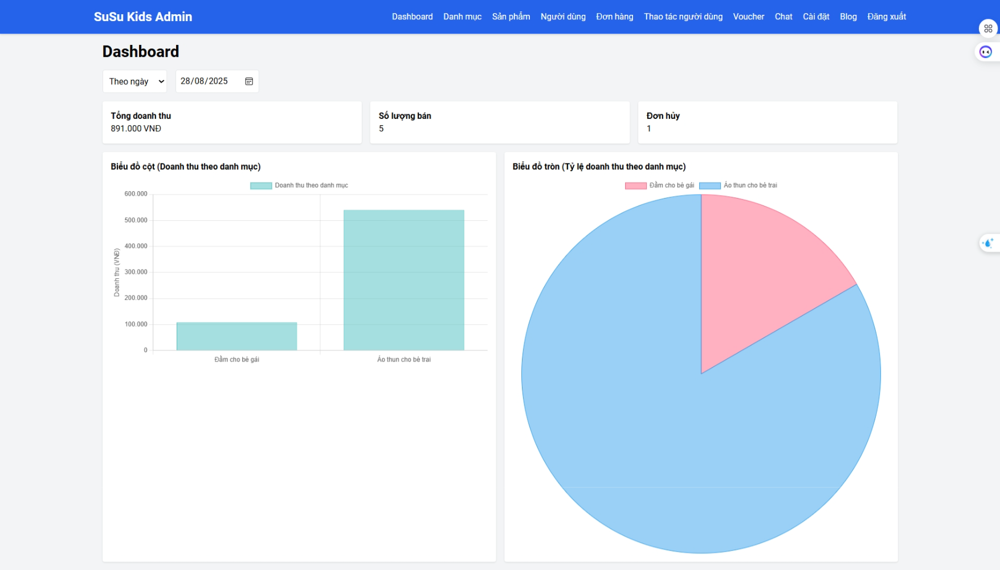 SuSu Kids Admin
Dashboard Danh mục Sản phẩm Người dùng Đơn hàng Thao tác người dùng Voucher Chat Cài đặt Blog Đăng xuất
Dashboard
Theo ngày 28/08/2025
Tổng doanh thu
891.000 VNĐ
Số lượng bán
5
Đơn hủy
1
Biểu đồ cột (Doanh thu theo danh mục)
Doanh thu theo danh mục
600.000
500.000
400.000
300.000
200.000
100.000
0
Doanh thu (VNĐ)
Đầm cho bé gái Áo thun cho bé trai
Biểu đồ tròn (Tỷ lệ doanh thu theo danh mục)
Đầm cho bé gái Áo thun cho bé trai